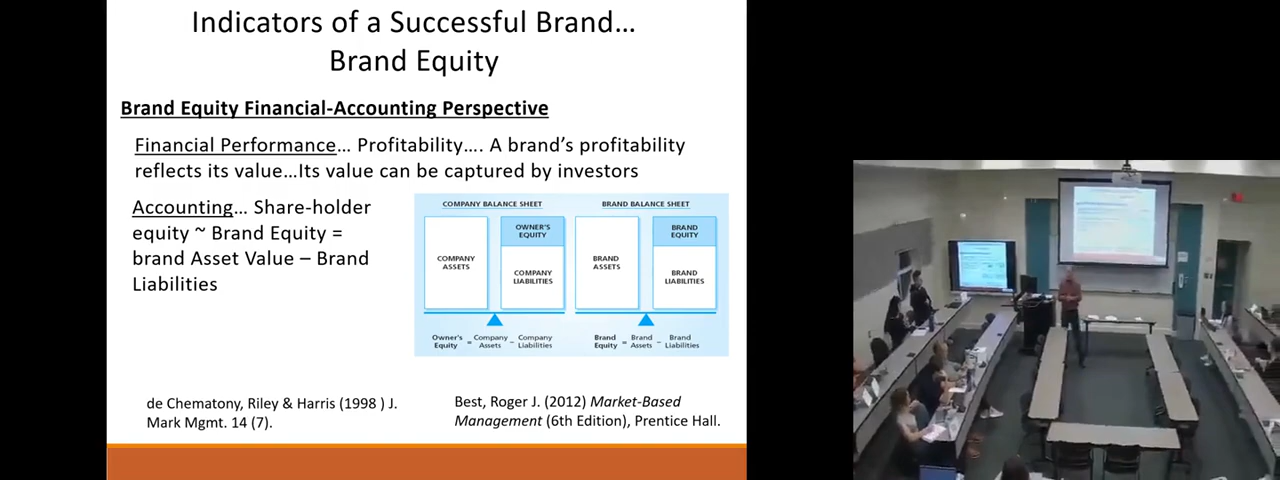 Indicators of a Successful Brand...
Brand Equity
Brand Equity Financial-Accounting Perspective
Financial Performance... Profitability.... A brand's profitability
reflects its value...Its value can be captured by investors
Accounting... Share-holder
equity ~ Brand Equity =
brand Asset Value – Brand
Liabilities
COMPANY BALANCE SHEET
BRAND BALANCE SHEET
COMPANY
ASSETS
OWNER'S
EQUITY
COMPANY
LIABILITIES
BRAND
ASSETS
BRAND
EQUITY
BRAND
LIABILITIES
Owner's Equity = Company Assets – Company Liabilities
Brand Equity = Brand Assets – Brand Liabilities
de Chematony, Riley & Harris (1998 ) J.
Mark Mgmt. 14 (7).
Best, Roger J. (2012) Market-Based
Management (6th Edition), Prentice Hall.